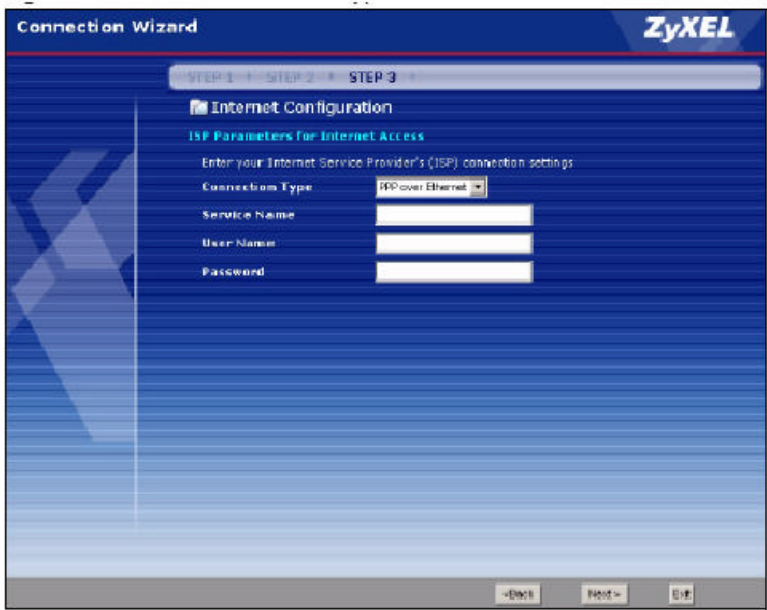 Connection Wizard
ZyXEL
STEP 1 STEP 2 STEP 3
Internet Configuration
ISP Parameters for Internet Access
Enter your Internet Service Provider's (ISP) connection settings
Connection Type PPP over Ethernet
Service Name
User Name
Password
<Back Next > Exit